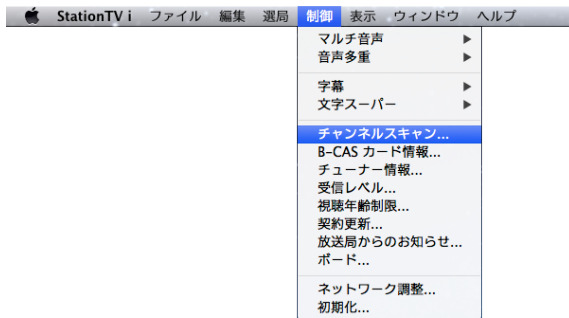 StationTV i ファイル 編集 選局 制御 表示 ウィンドウ ヘルプ
マルチ音声
音声多重
字幕
文字スーパー
チャンネルスキャン...
B-CAS カード情報...
チューナー情報...
受信レベル...
視聴年齢制限...
契約更新...
放送局からのお知らせ...
ボード...
ネットワーク調整...
初期化...